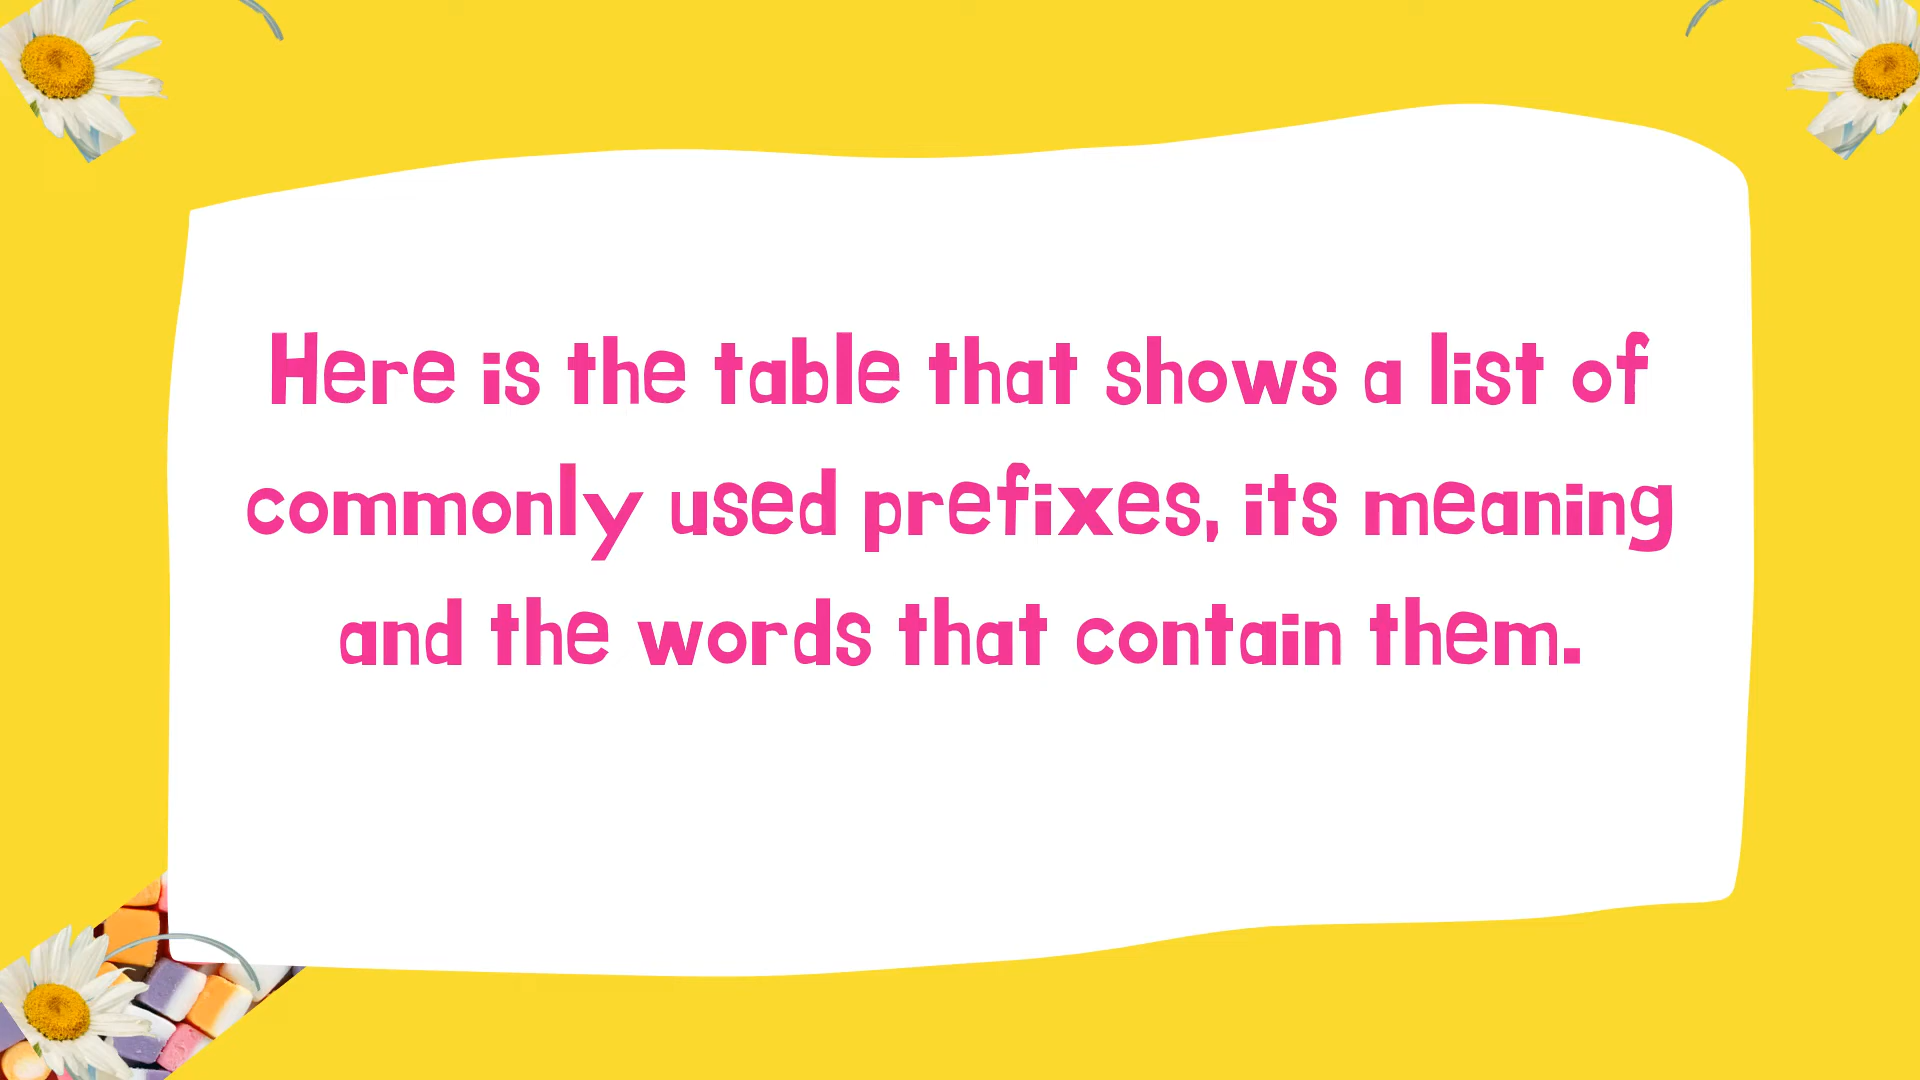 Here is the table that shows a list of
commonly used prefixes, its meaning
and the words that contain them.